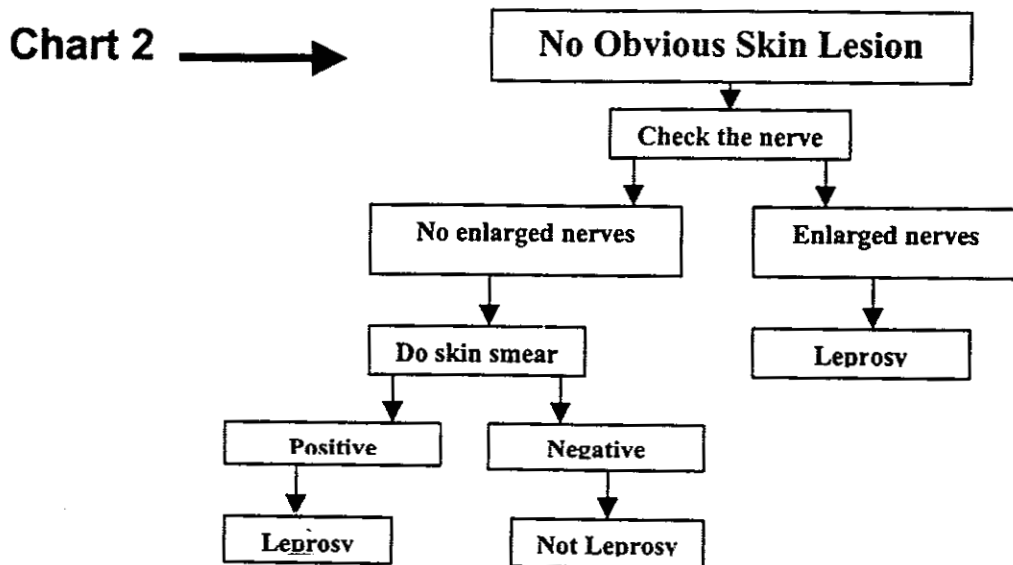 Chart 2
No Obvious Skin Lesion
Check the nerve
No enlarged nerves
Enlarged nerves
Do skin smear
Leprosy
Positive
Negative
Leprosy
Not Leprosy